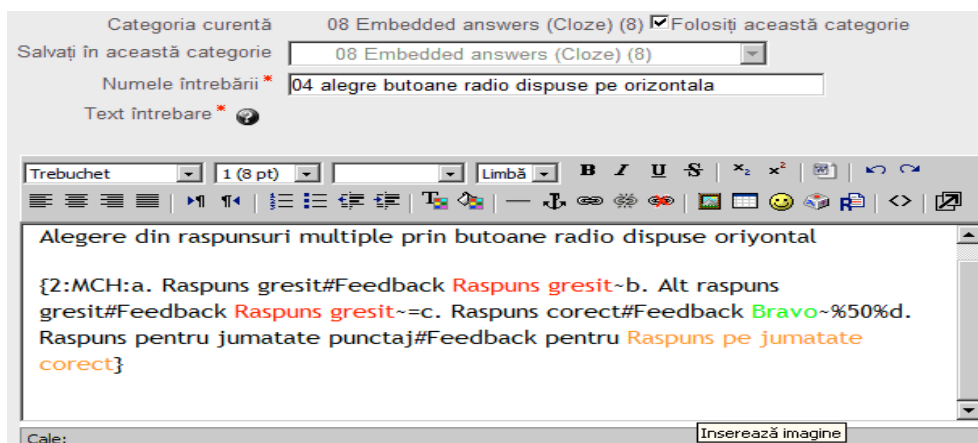 Categoria curentă 08 Embedded answers (Cloze) (8) Folosiți această categorie
Salvați în această categorie 08 Embedded answers (Cloze) (8)
Numele întrebării* 04 alegre butoane radio dispuse pe orizontala
Text întrebare*
Trebuchet 1 (8 pt) Limbă B I U S x₂ x²
Alegere din raspunsuri multiple prin butoane radio dispuse oriyontal
{2:MCH:a. Raspuns gresit#Feedback Raspuns gresit~b. Alt raspuns
gresit#Feedback Raspuns gresit~=c. Raspuns corect#Feedback Bravo~%50%d.
Raspuns pentru jumatate punctaj#Feedback pentru Raspuns pe jumatate
corect}
Cale: Inserează imagine